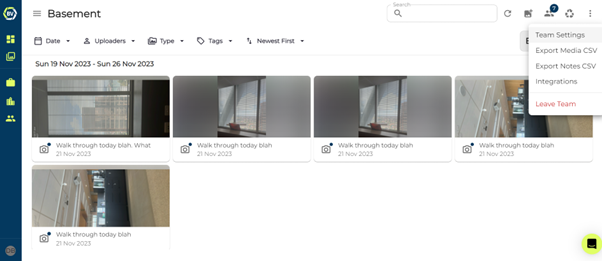 BV
Basement
Search
7
Date
Uploaders
Type
Tags
Newest First
Team Settings
Export Media CSV
Export Notes CSV
Integrations
Leave Team
Sun 19 Nov 2023 - Sun 26 Nov 2023
Walk through today blah. What
21 Nov 2023
Walk through today blah
21 Nov 2023
Walk through today blah
21 Nov 2023
Walk through today blah
21 Nov 2023
Walk through today blah
21 Nov 2023